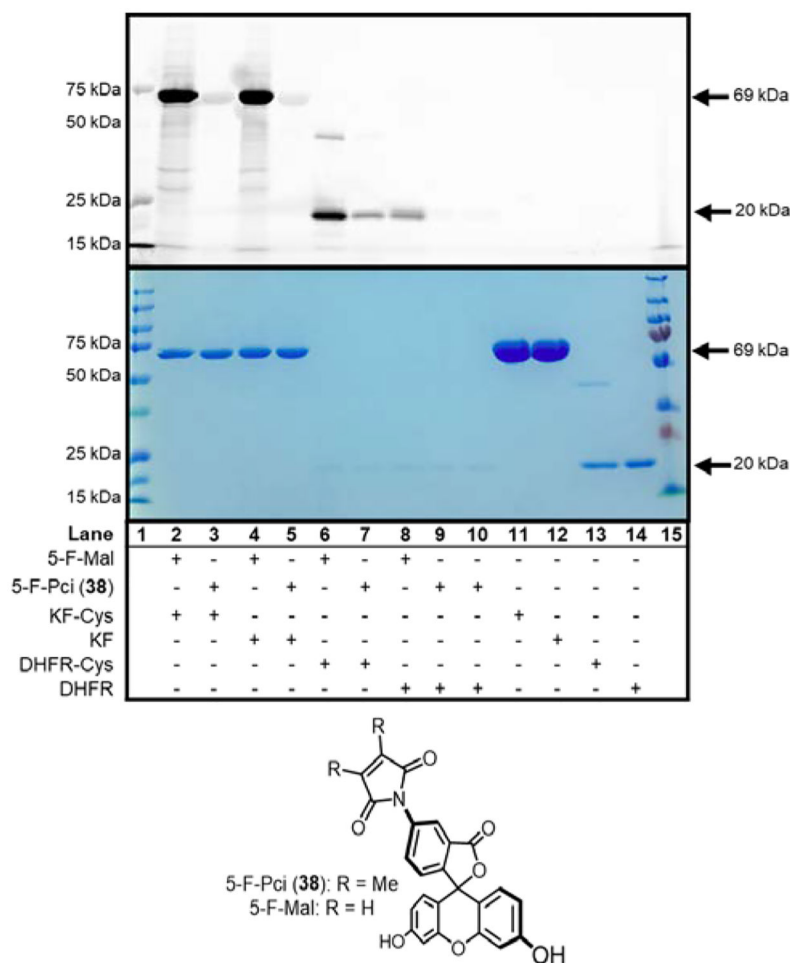 75 kDa
50 kDa
25 kDa
15 kDa
69 kDa
20 kDa
75 kDa
50 kDa
25 kDa
15 kDa
69 kDa
20 kDa
Lane 1 2 3 4 5 6 7 8 9 10 11 12 13 14 15
5-F-Mal - + - + - + - + - - - - - -
5-F-Pci (38) - - + - + - + - + + - - - -
KF-Cys - + + - - - - - - - + - - -
KF - - - + + - - - - - - + - -
DHFR-Cys - - - - - + + - - - - - + -
DHFR - - - - - - - + + + - - - +
R
R
O
N
O
O
O
5-F-Pci (38): R = Me
5-F-Mal: R = H
HO
O
OH